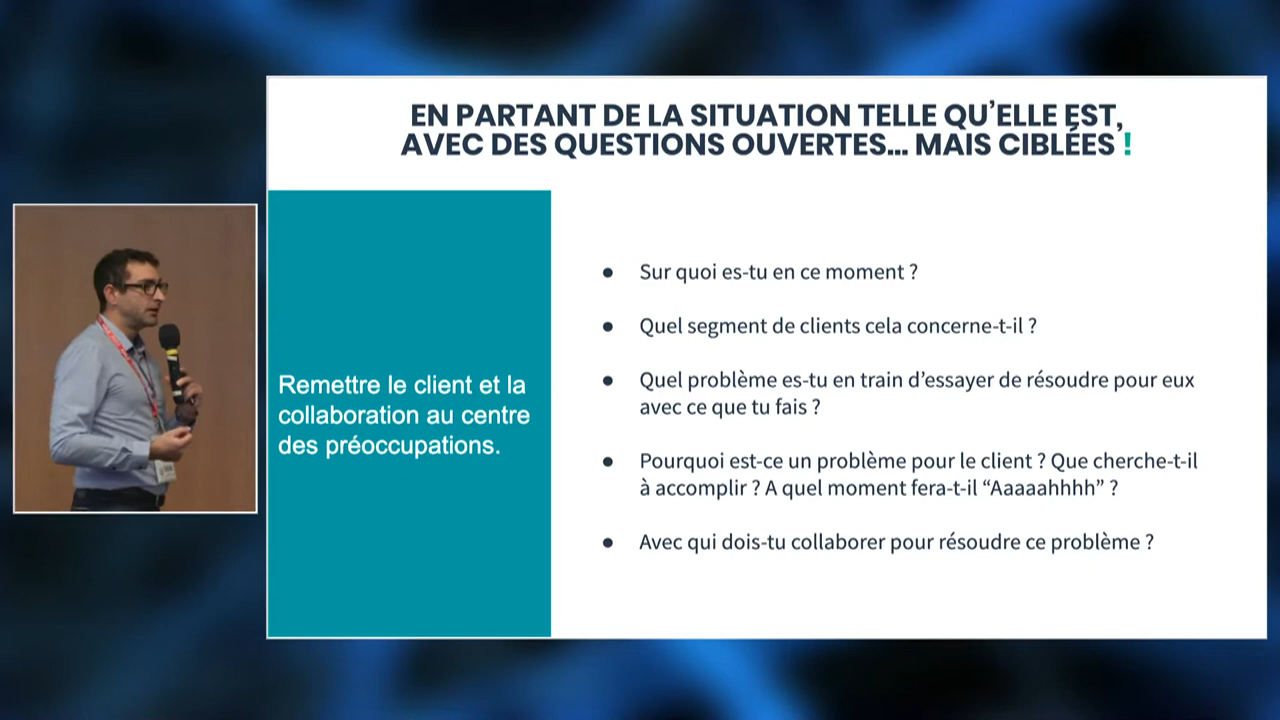 EN PARTANT DE LA SITUATION TELLE QU’ELLE EST,
AVEC DES QUESTIONS OUVERTES... MAIS CIBLÉES !
Remettre le client et la
collaboration au centre
des préoccupations.
● Sur quoi es-tu en ce moment ?
● Quel segment de clients cela concerne-t-il ?
● Quel problème es-tu en train d’essayer de résoudre pour eux
avec ce que tu fais ?
● Pourquoi est-ce un problème pour le client ? Que cherche-t-il
à accomplir ? A quel moment fera-t-il “Aaaaahhhh” ?
● Avec qui dois-tu collaborer pour résoudre ce problème ?